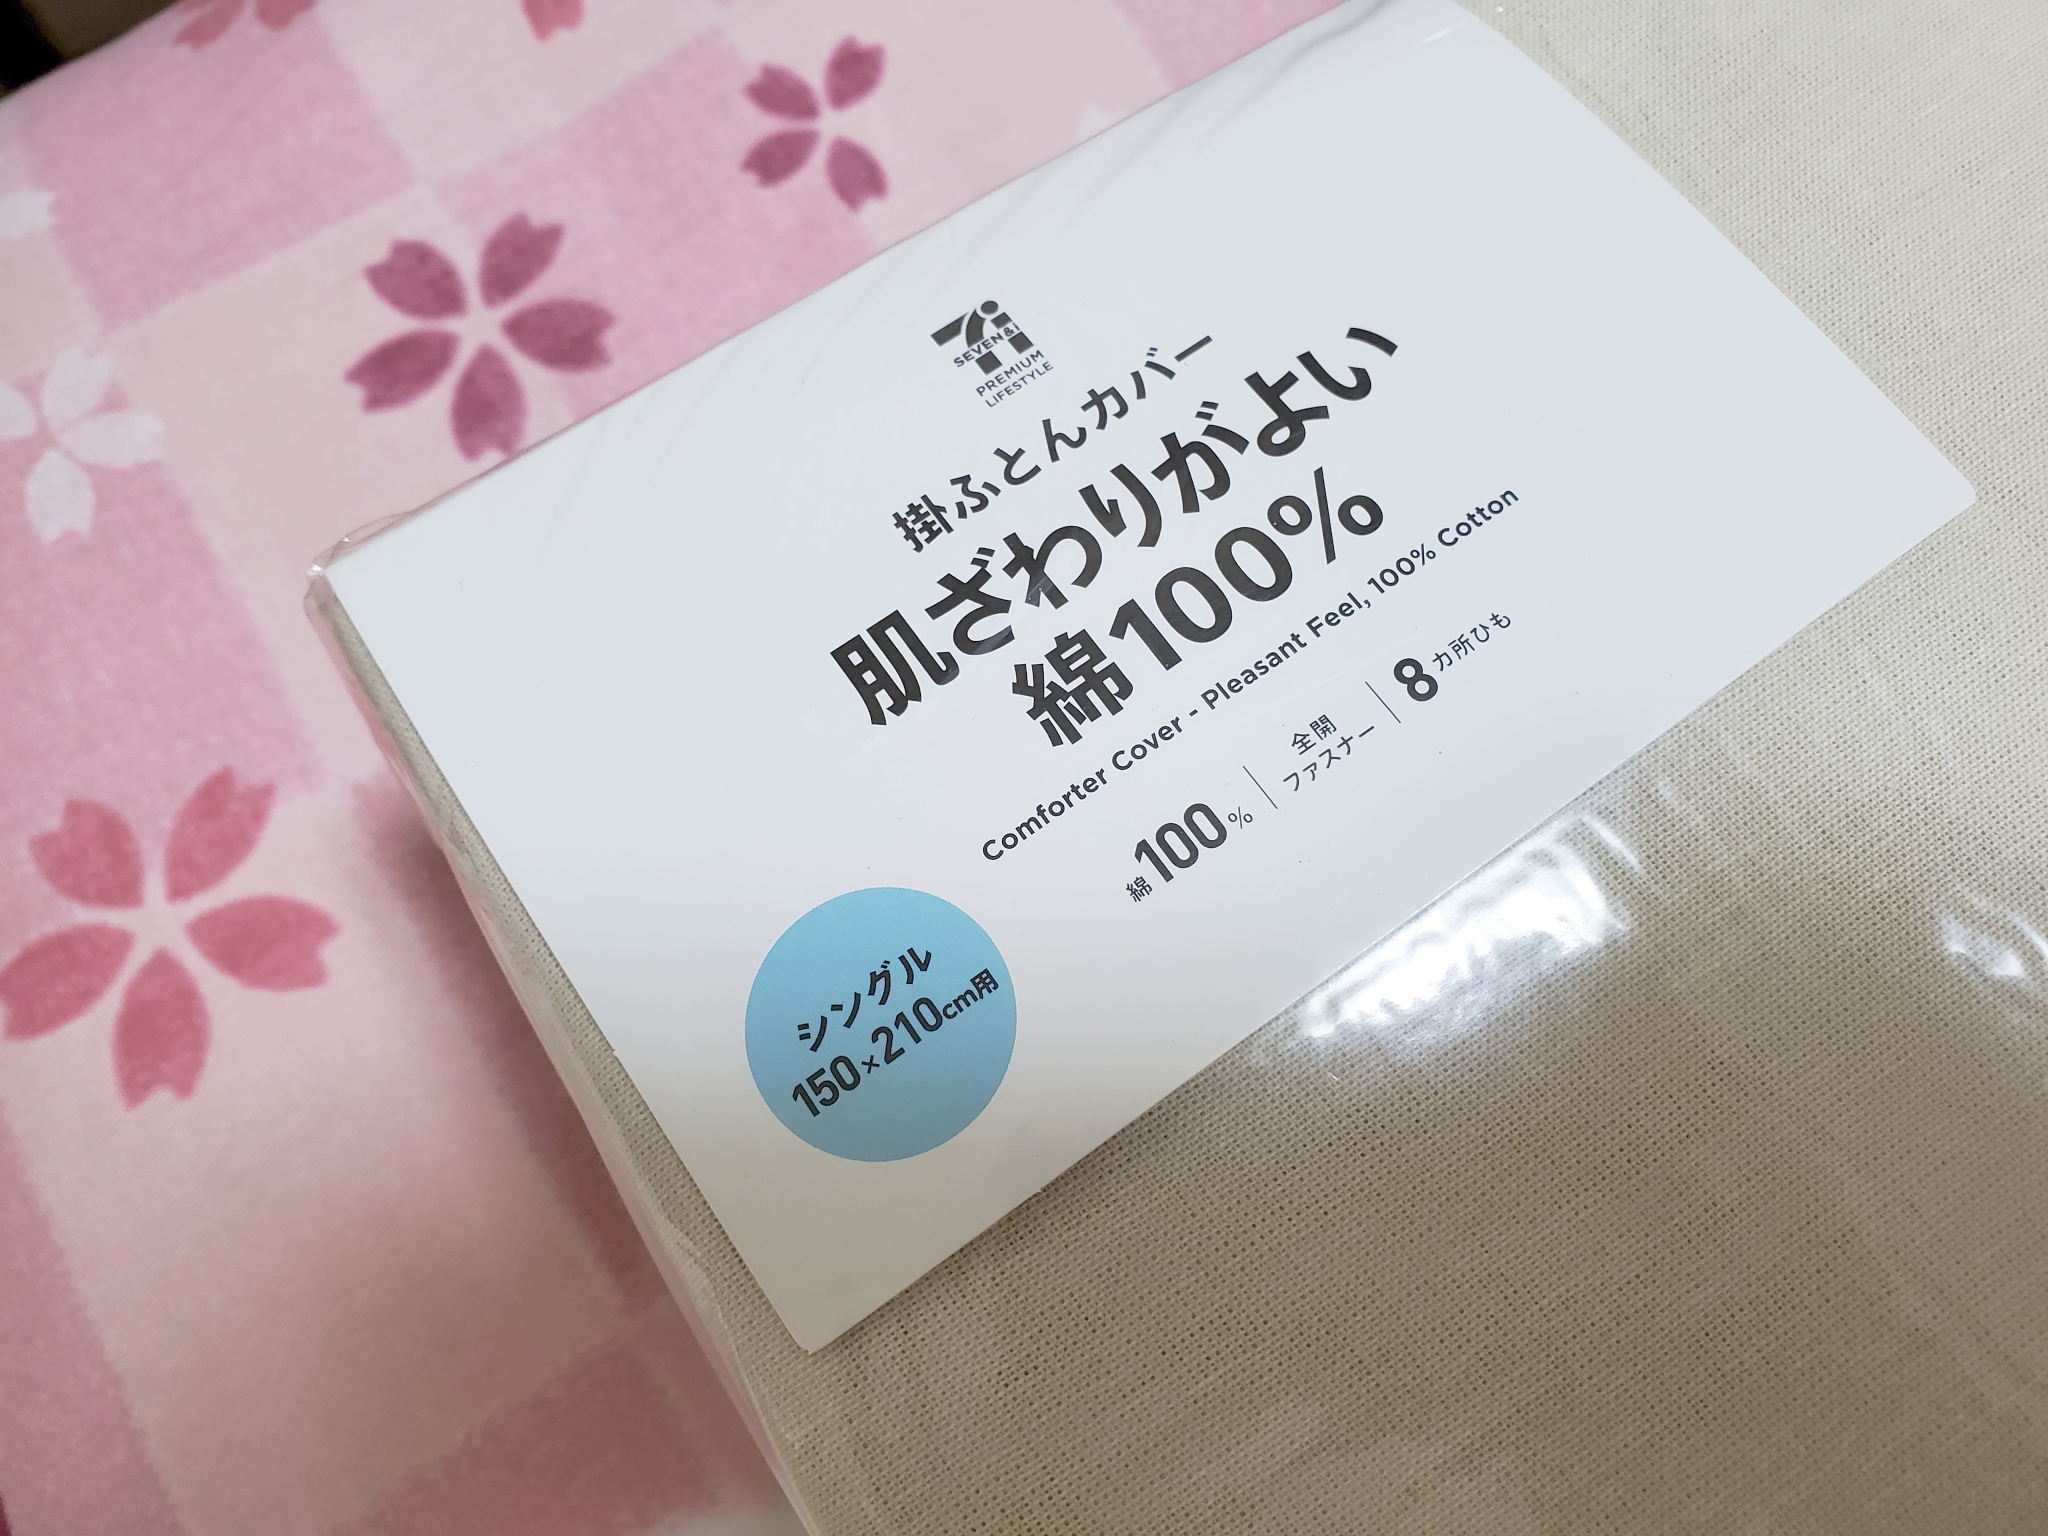 SEVEN&i
PREMIUM
LIFESTYLE
掛ふとんカバー
肌ざわりがよい
綿100%
Comforter Cover - Pleasant Feel, 100% Cotton
綿100%
全開
ファスナー
8カ所ひも
シングル
150×210cm用